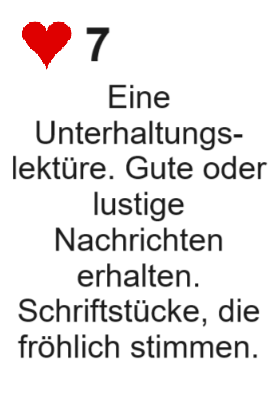 7
Eine
Unterhaltungs-
lektüre. Gute oder
lustige
Nachrichten
erhalten.
Schriftstücke, die
fröhlich stimmen.